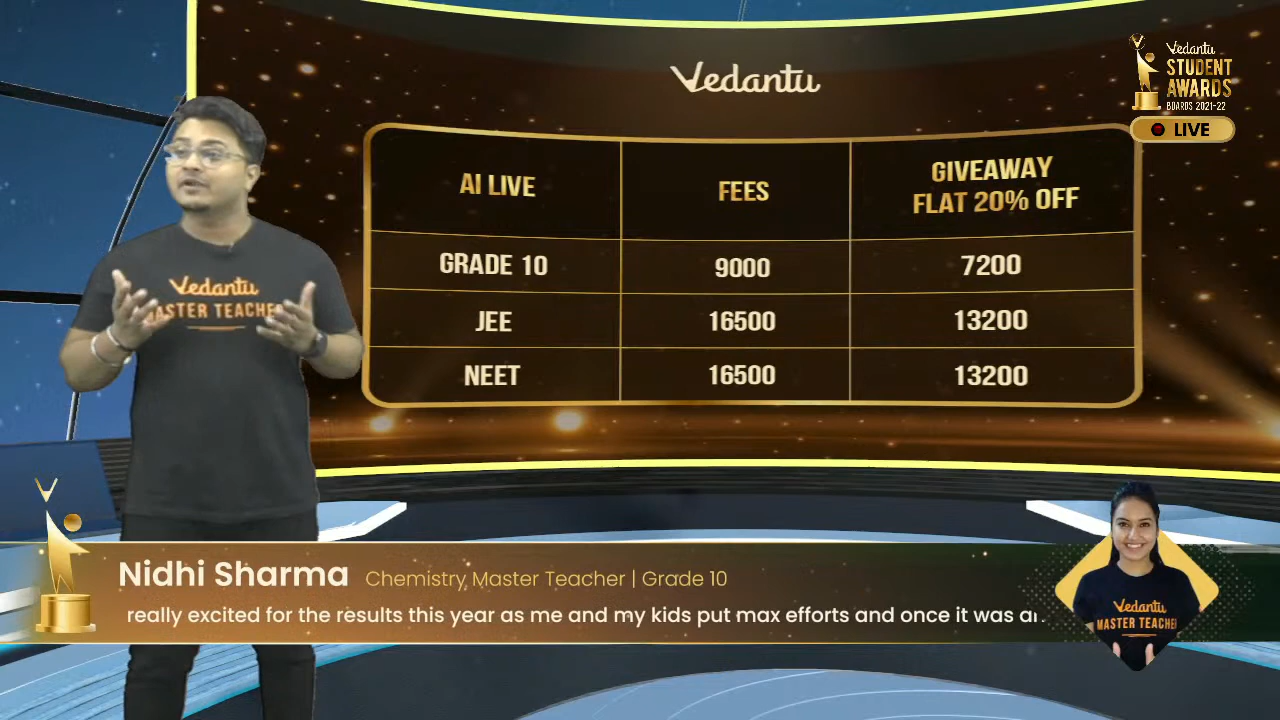 Vedantu
Vedantu
STUDENT
AWARDS
BOARDS 2021-22
LIVE
AI LIVE FEES GIVEAWAY
FLAT 20% OFF
GRADE 10 9000 7200
JEE 16500 13200
NEET 16500 13200
Vedantu
MASTER TEACHER
Nidhi Sharma Chemistry, Master Teacher | Grade 10
really excited for the results this year as me and my kids put max efforts and once it was
Vedantu
MASTER TEACHER